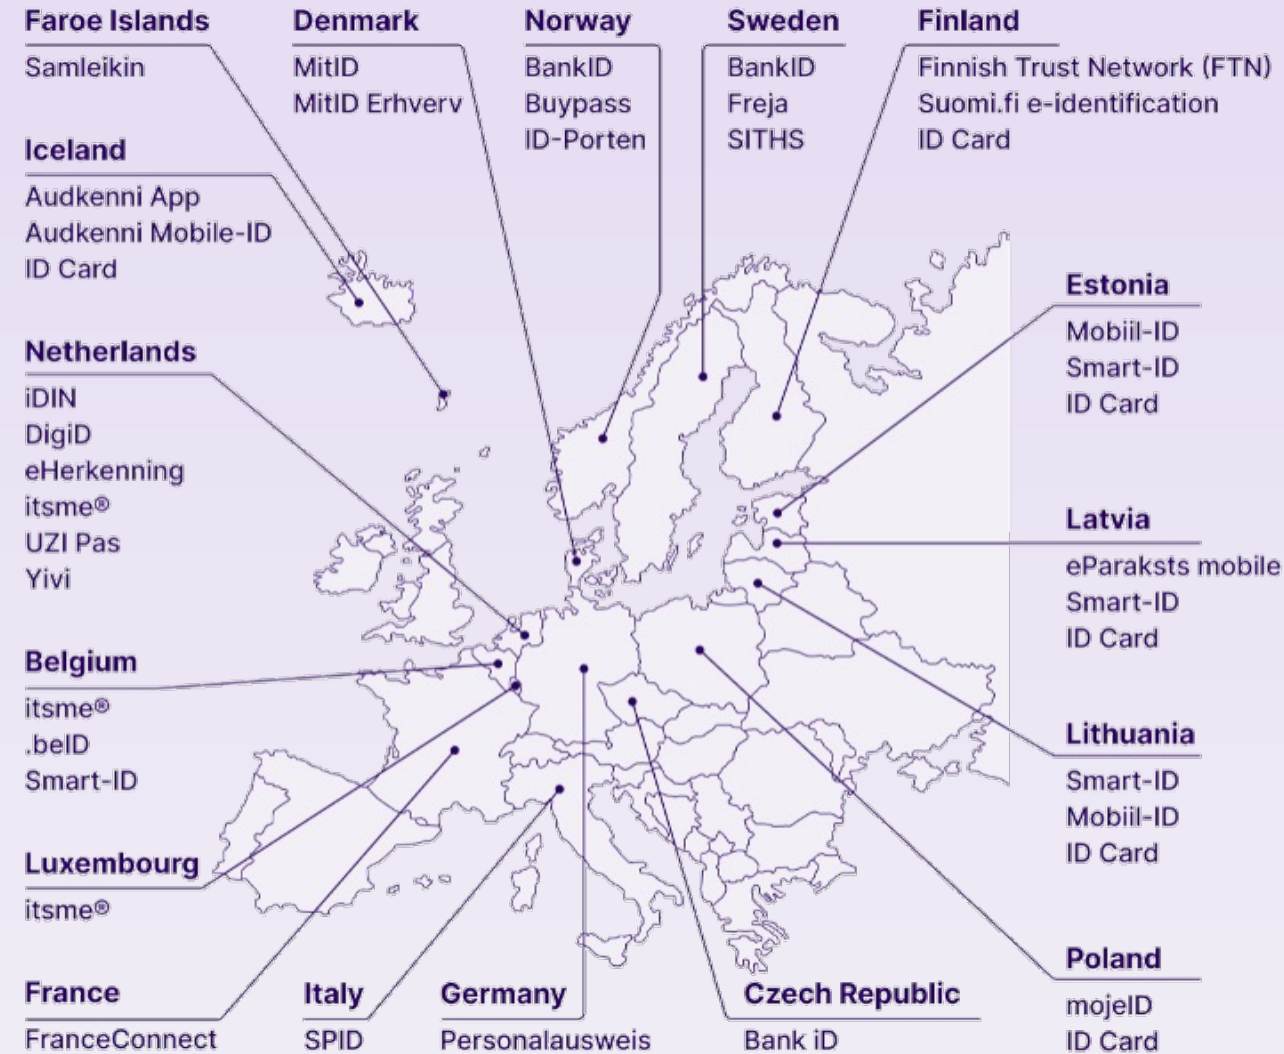 Faroe Islands
Samleikin
Denmark
MitID
MitID Erhverv
Norway
BankID
Buypass
ID-Porten
Sweden
BankID
Freja
SITHS
Finland
Finnish Trust Network (FTN)
Suomi.fi e-identification
ID Card
Iceland
Audkenni App
Audkenni Mobile-ID
ID Card
Netherlands
iDIN
DigiD
eHerkenning
itsme®
UZI Pas
Yivi
Belgium
itsme®
.beID
Smart-ID
Luxembourg
itsme®
France
FranceConnect
Italy
SPID
Germany
Personalausweis
Czech Republic
Bank iD
Estonia
Mobiil-ID
Smart-ID
ID Card
Latvia
eParaksts mobile
Smart-ID
ID Card
Lithuania
Smart-ID
Mobiil-ID
ID Card
Poland
mojeID
ID Card